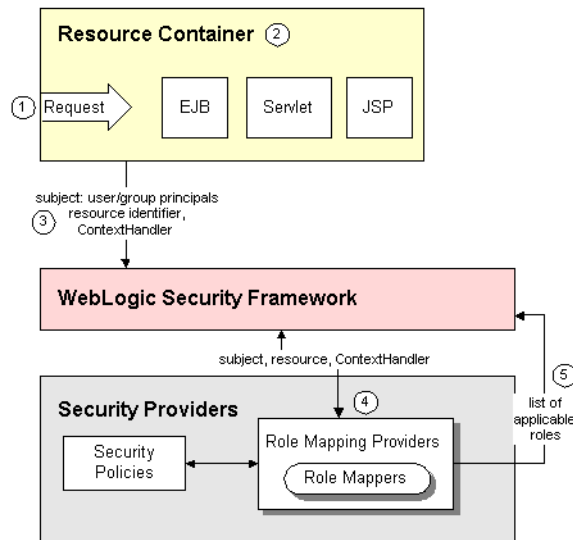 Resource Container 2
1 Request
EJB
Servlet
JSP
subject: user/group principals
3 resource identifier,
ContextHandler
WebLogic Security Framework
subject, resource, ContextHandler
4
5
list of
applicable
roles
Security Providers
Security
Policies
Role Mapping Providers
Role Mappers